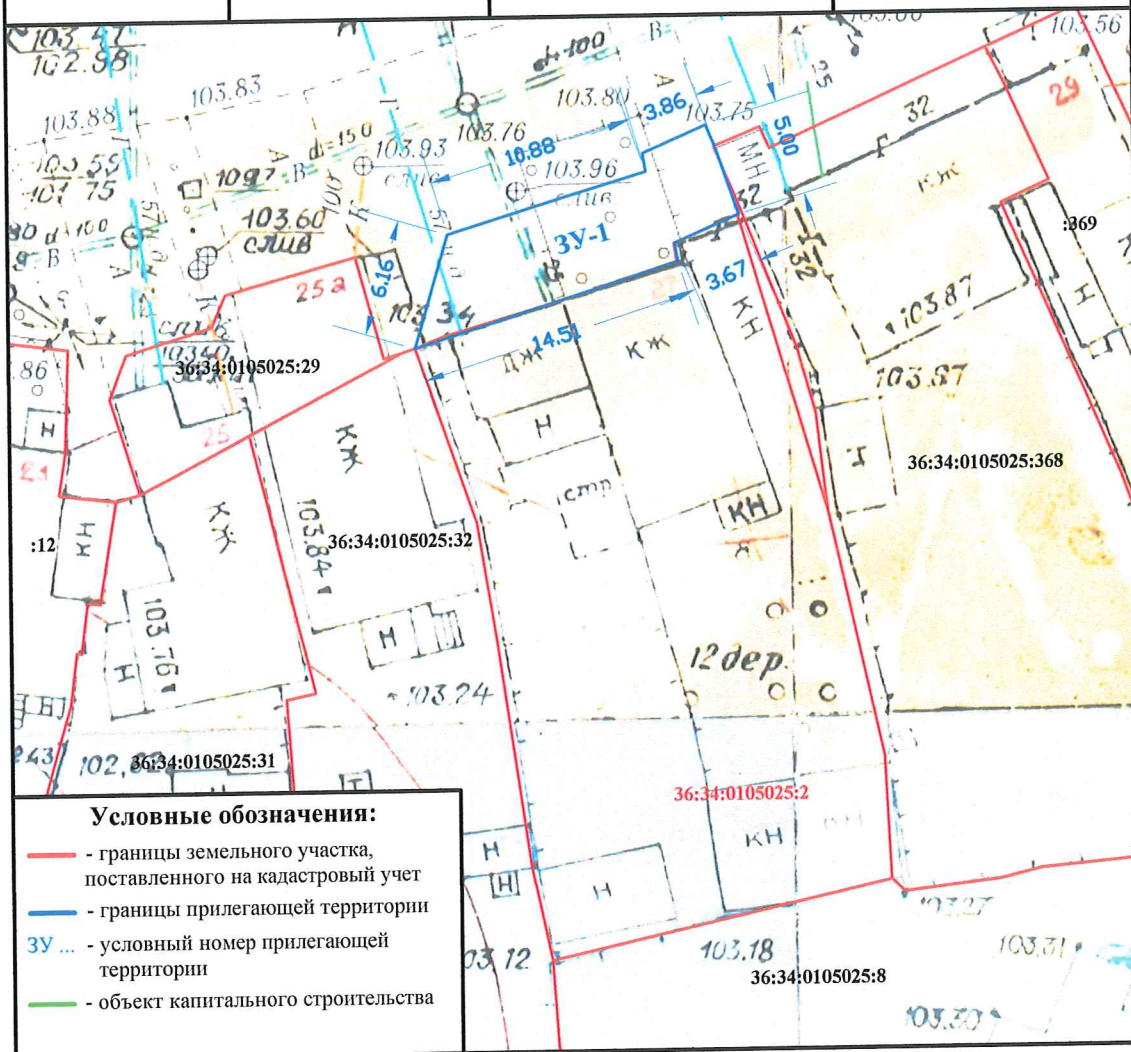 102.98
103.83
103.88
d=150
103.93
слив
103.76
d-100
В
103.80
А
3.86
103.75
25
103.56
29
32
10.88
103.96
слив
МН
5.00
КЖ
:369
Н
103.60
слив
d-100
57
6.16
ЗУ-1
32
3.67
КН
103.87
25а
14.51
ДЖ
КЖ
103.87
36:34:0105025:29
25
21
Н
КЖ
Н
стр
КН
Н
36:34:0105025:368
:12
НН
КЖ
103.84
36:34:0105025:32
103.76
Н
Н
12 дер.
103.24
102,82
36:34:0105025:31
36:34:0105025:2
КН
КН
Н
Н
Н
103.27
103.12
103.18
36:34:0105025:8
103.31
103.30
Условные обозначения:
- границы земельного участка,
поставленного на кадастровый учет
- границы прилегающей территории
ЗУ ... - условный номер прилегающей
территории
- объект капитального строительства